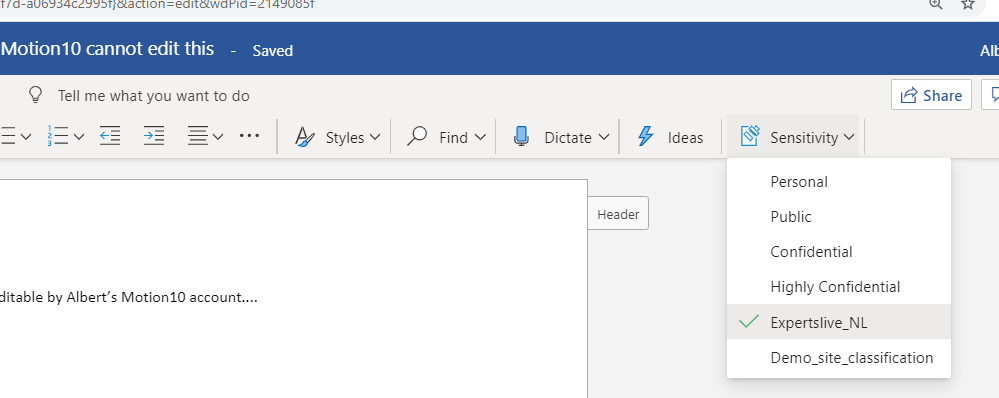 f7d-a06934c2995f}&action=edit&wdPid=2149085f
Motion10 cannot edit this - Saved Alb
Tell me what you want to do Share
Styles Find Dictate Ideas Sensitivity
Personal
Public
Confidential
Highly Confidential
Expertslive_NL
Demo_site_classification
Header
ditable by Albert's Motion10 account....